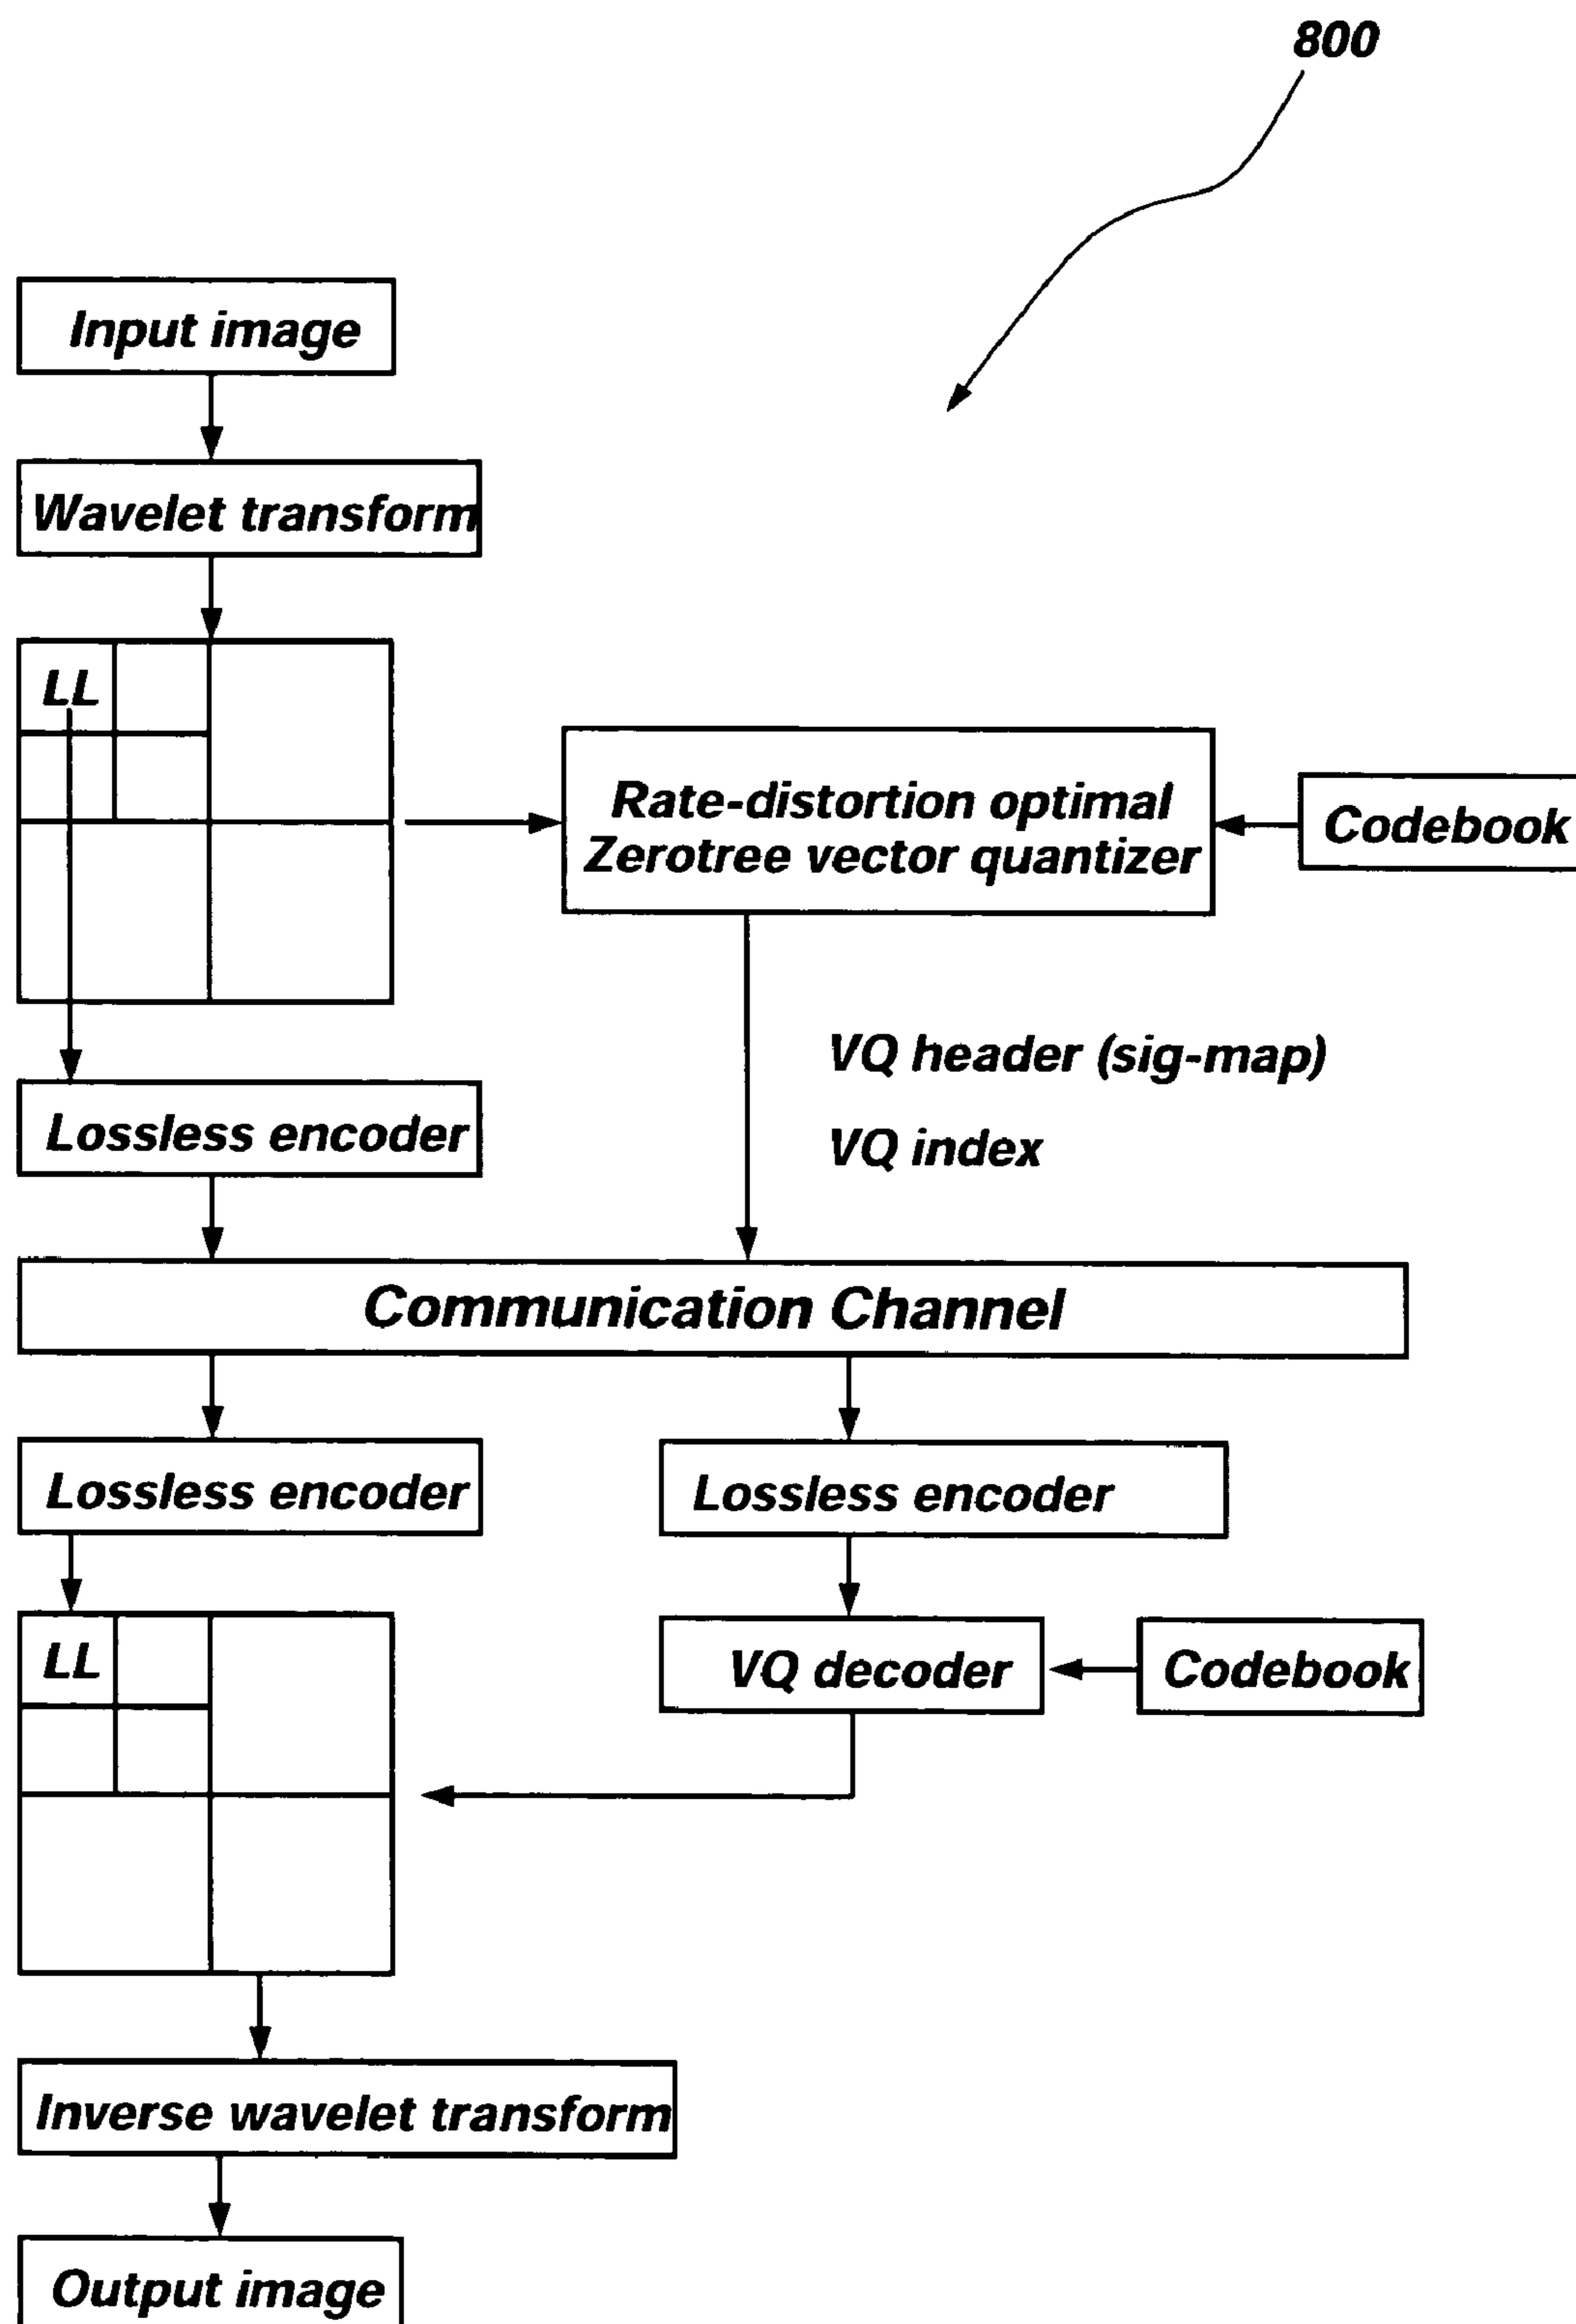 800
Input image
Wavelet transform
LL
Rate-distortion optimal
Zerotree vector quantizer
Codebook
VQ header (sig-map)
VQ index
Lossless encoder
Communication Channel
Lossless encoder
Lossless encoder
LL
VQ decoder
Codebook
Inverse wavelet transform
Output image